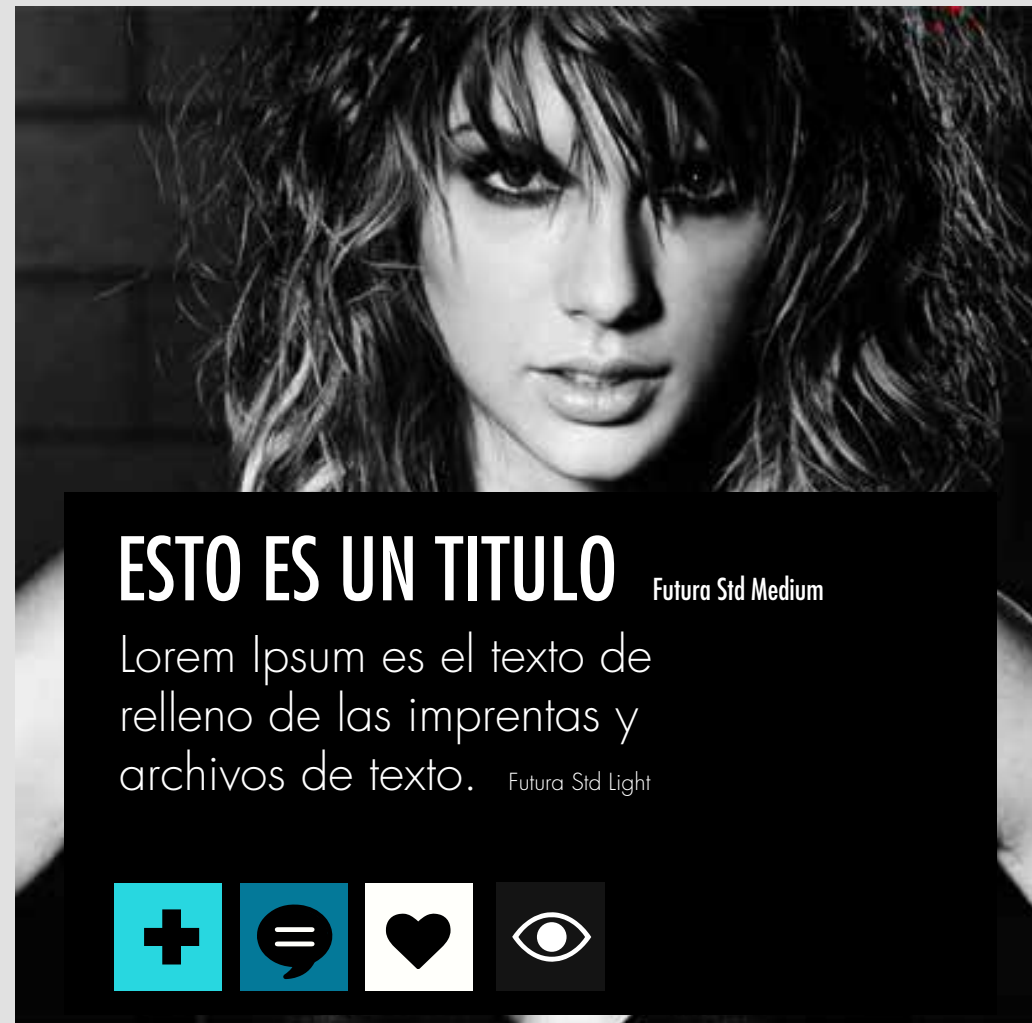 ESTO ES UN TITULO Futura Std Medium
Lorem Ipsum es el texto de
relleno de las imprentas y
archivos de texto. Futura Std Light